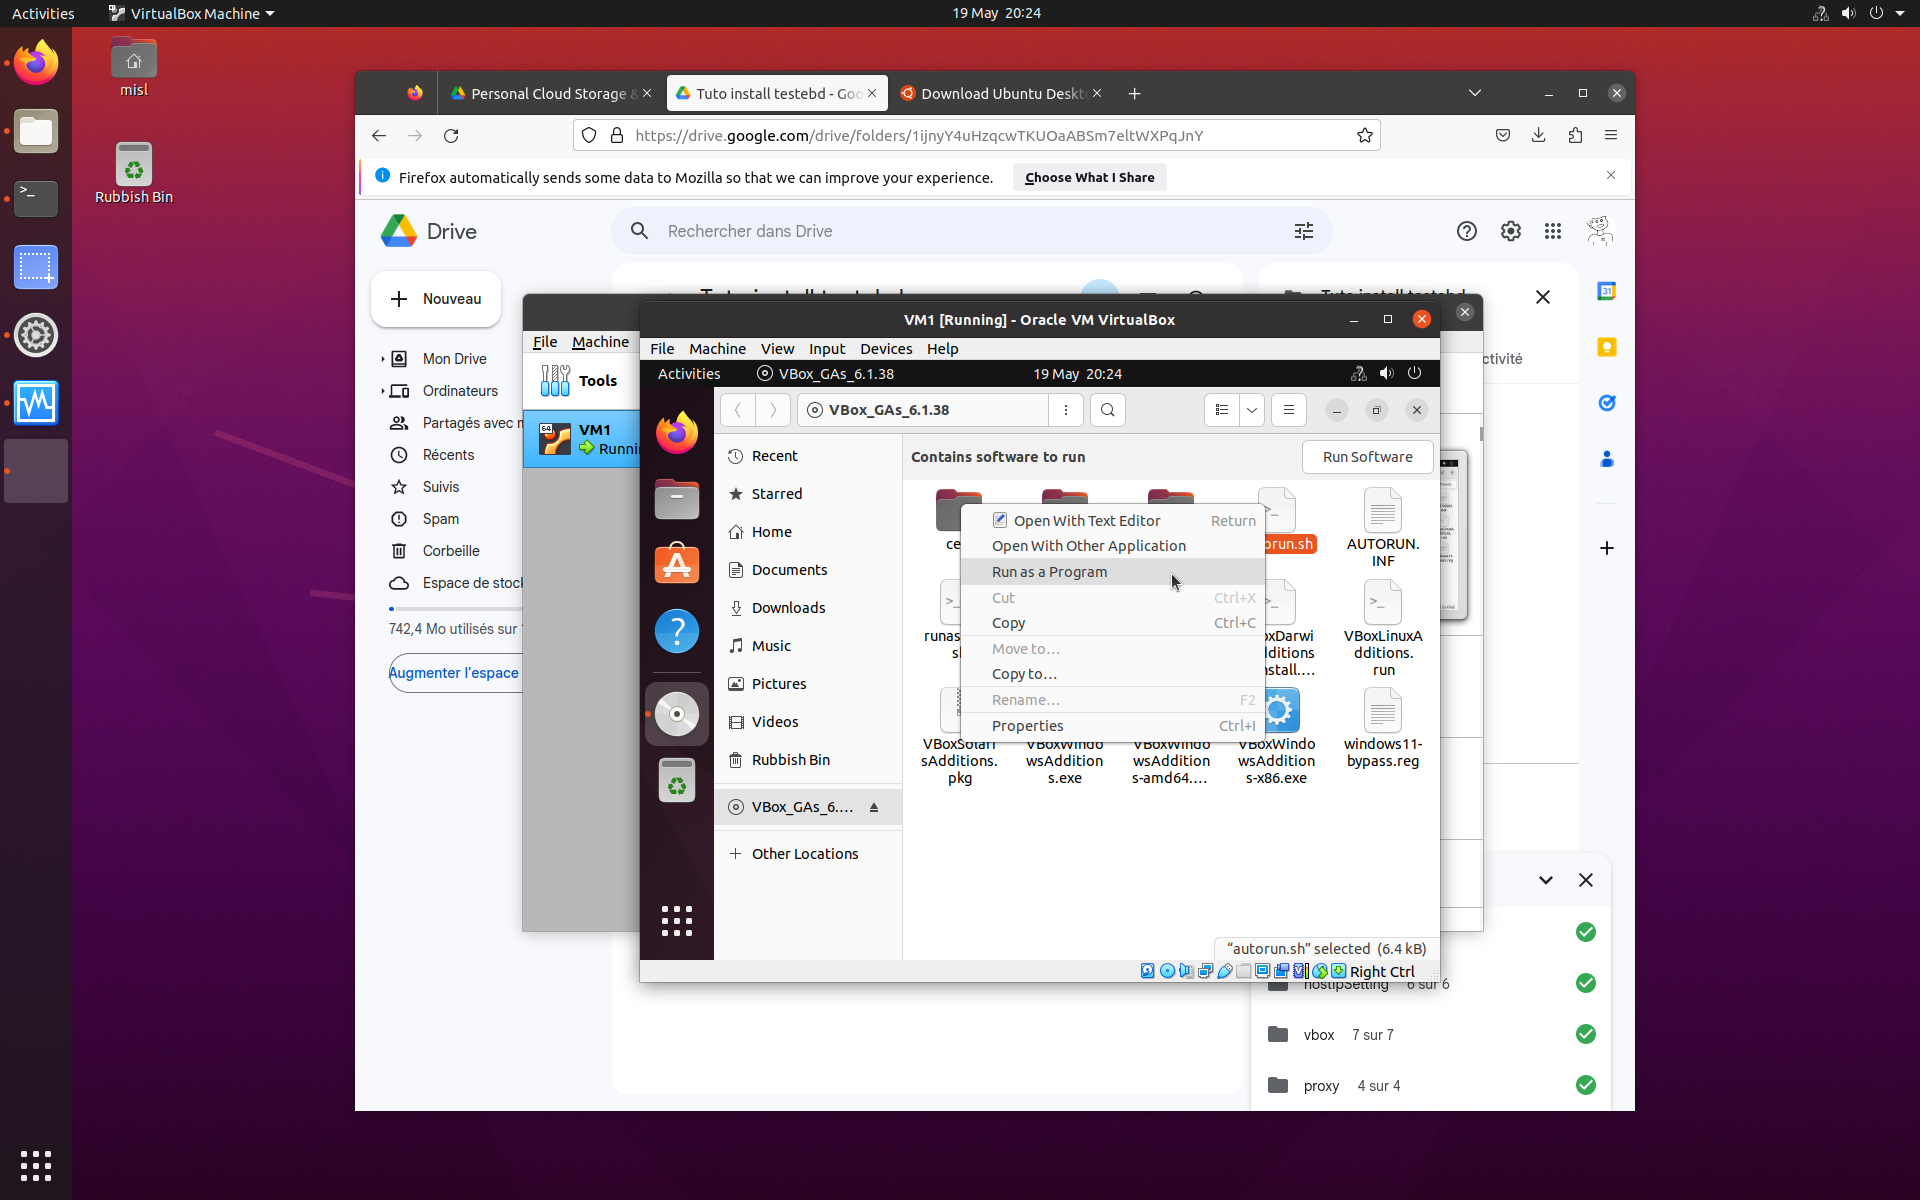 Activities
VirtualBox Machine
19 May 20:24
misl
Rubbish Bin
Personal Cloud Storage &
Tuto install testebd - Goo
Download Ubuntu Deskto
https://drive.google.com/drive/folders/1ijnyY4uHzqcwTKUOaABSm7eltWXPqJnY
Firefox automatically sends some data to Mozilla so that we can improve your experience.
Choose What I Share
Drive
Rechercher dans Drive
Nouveau
Mon Drive
Ordinateurs
Partagés avec m
Récents
Suivis
Spam
Corbeille
Espace de stock
742,4 Mo utilisés sur
Augmenter l'espace
Tuto install testebd
ctivité
31
File Machine
Tools
64
VM1
Runnin
VM1 [Running] - Oracle VM VirtualBox
File Machine View Input Devices Help
Activities
VBox_GAs_6.1.38
19 May 20:24
VBox_GAs_6.1.38
Recent
Starred
Home
Documents
Downloads
Music
Pictures
Videos
Rubbish Bin
VBox_GAs_6....
Other Locations
Contains software to run
Run Software
ce
orun.sh
AUTORUN.
INF
runas
sh
oxDarwi
dditions
nstall....
VBoxLinuxA
dditions.
run
VBoxSolari
sAdditions.
pkg
VBoxWindo
wsAddition
s.exe
VBoxWindo
wsAddition
s-amd64....
VBoxWindo
wsAddition
s-x86.exe
windows11-
bypass.reg
Open With Text Editor Return
Open With Other Application
Run as a Program
Cut Ctrl+X
Copy Ctrl+C
Move to…
Copy to…
Rename… F2
Properties Ctrl+I
“autorun.sh” selected (6.4 kB)
Right Ctrl
hostipSetting 6 sur 6
vbox 7 sur 7
proxy 4 sur 4